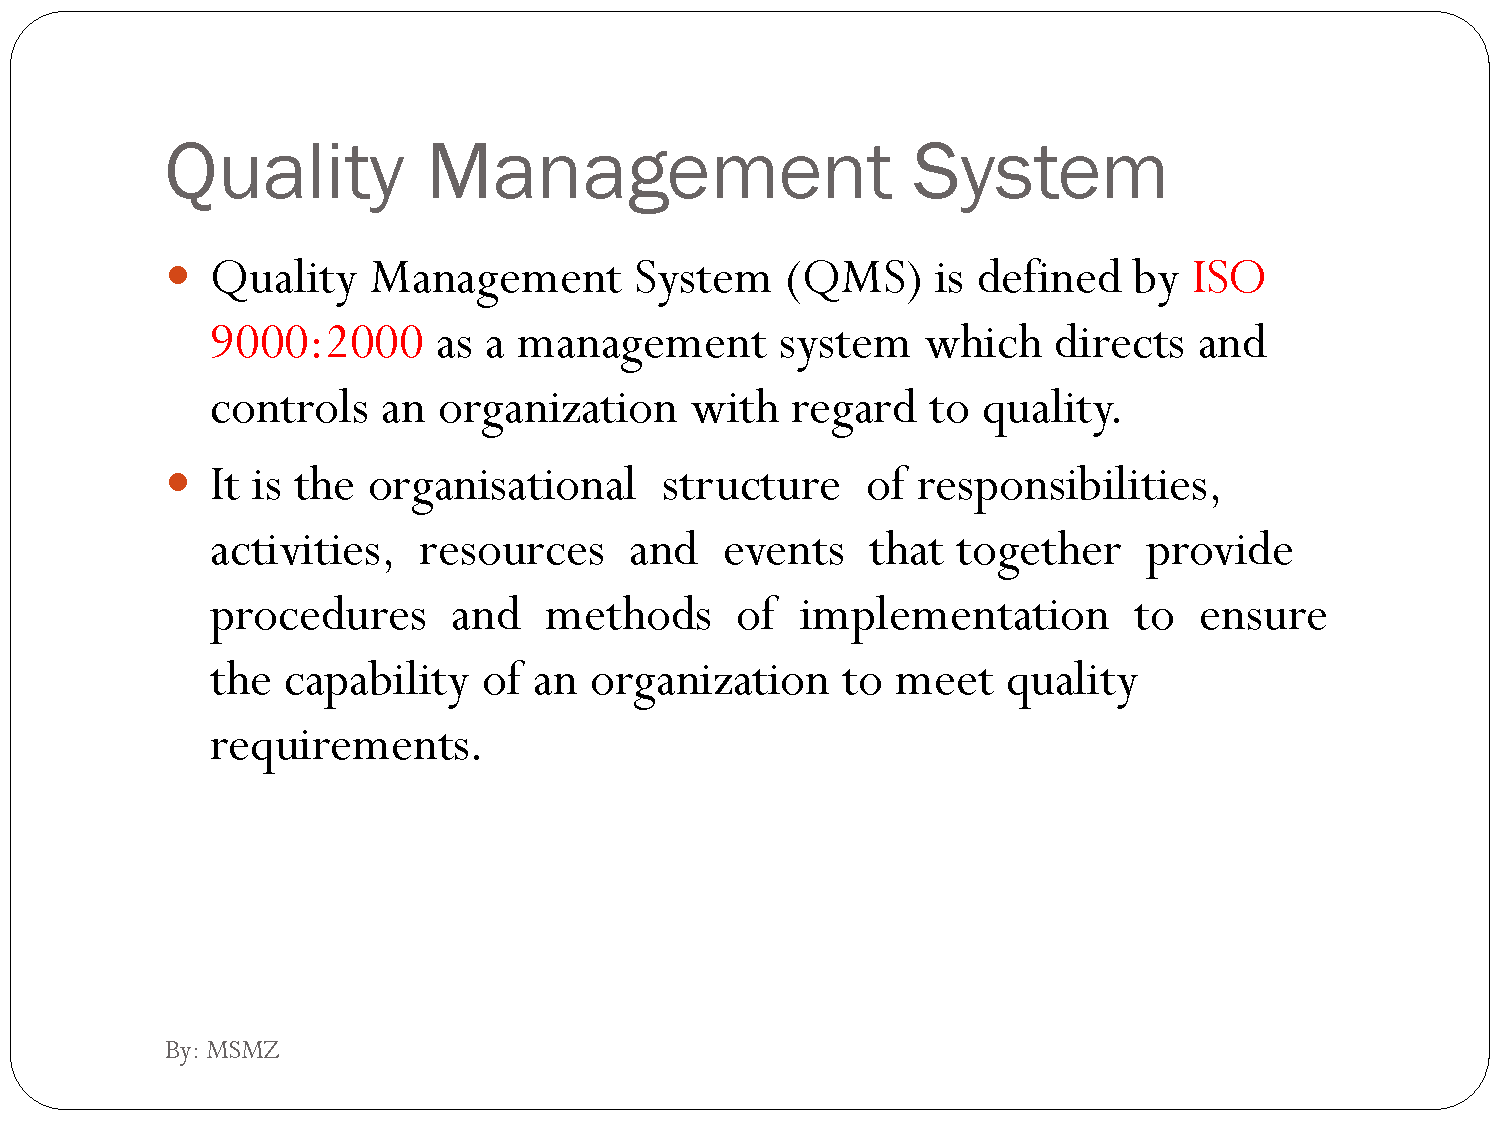 Quality Management System
• Quality Management System (QMS) is defined by ISO
9000:2000 as a management system which directs and
controls an organization with regard to quality.
• It is the organisational structure of responsibilities,
activities, resources and events that together provide
procedures and methods of implementation to ensure
the capability of an organization to meet quality
requirements.
By: MSMZ